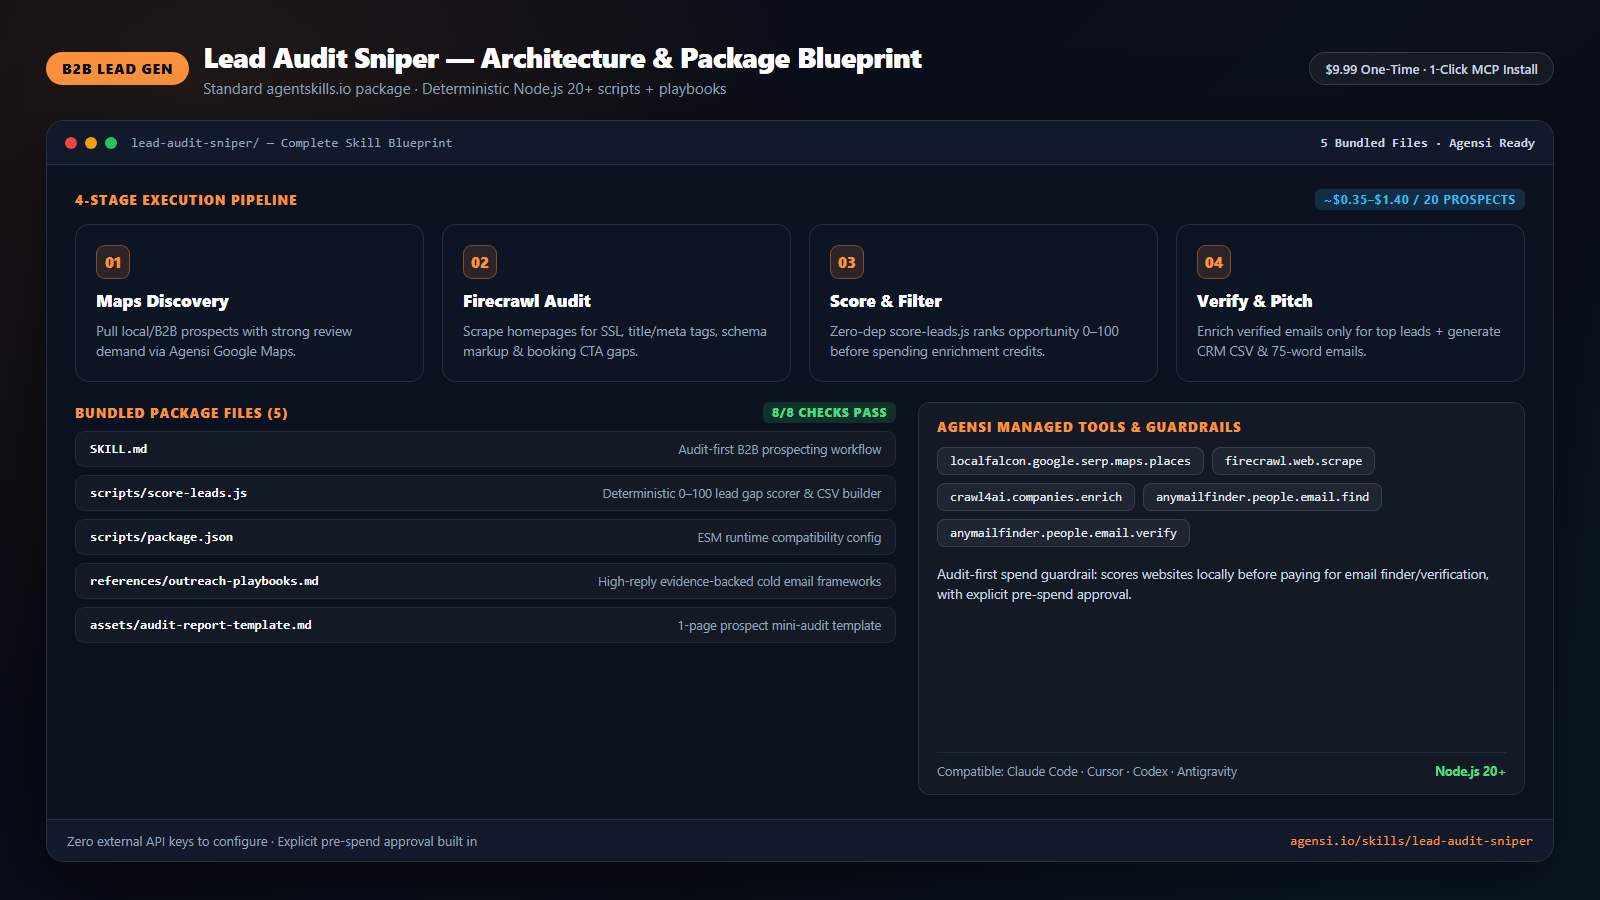 B2B LEAD GEN
Lead Audit Sniper — Architecture & Package Blueprint
Standard agentskills.io package · Deterministic Node.js 20+ scripts + playbooks
$9.99 One-Time · 1-Click MCP Install
lead-audit-sniper/ — Complete Skill Blueprint
5 Bundled Files · Agensi Ready
4-STAGE EXECUTION PIPELINE
~$0.35–$1.40 / 20 PROSPECTS
01
Maps Discovery
Pull local/B2B prospects with strong review
demand via Agensi Google Maps.
02
Firecrawl Audit
Scrape homepages for SSL, title/meta tags, schema
markup & booking CTA gaps.
03
Score & Filter
Zero-dep score-leads.js ranks opportunity 0–100
before spending enrichment credits.
04
Verify & Pitch
Enrich verified emails only for top leads + generate
CRM CSV & 75-word emails.
BUNDLED PACKAGE FILES (5)
8/8 CHECKS PASS
SKILL.md
Audit-first B2B prospecting workflow
scripts/score-leads.js
Deterministic 0–100 lead gap scorer & CSV builder
scripts/package.json
ESM runtime compatibility config
references/outreach-playbooks.md
High-reply evidence-backed cold email frameworks
assets/audit-report-template.md
1-page prospect mini-audit template
AGENSI MANAGED TOOLS & GUARDRAILS
localfalcon.google.serp.maps.places
firecrawl.web.scrape
crawl4ai.companies.enrich
anymailfinder.people.email.find
anymailfinder.people.email.verify
Audit-first spend guardrail: scores websites locally before paying for email finder/verification,
with explicit pre-spend approval.
Compatible: Claude Code · Cursor · Codex · Antigravity
Node.js 20+
Zero external API keys to configure · Explicit pre-spend approval built in
agensi.io/skills/lead-audit-sniper